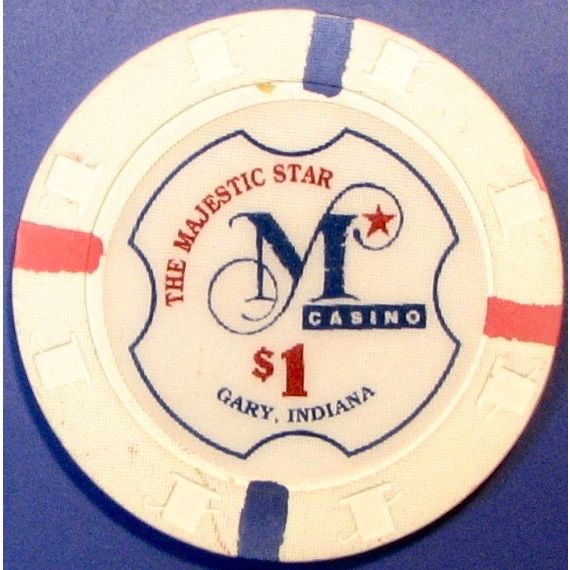 THE MAJESTIC STAR
M
CASINO
$1
GARY, INDIANA